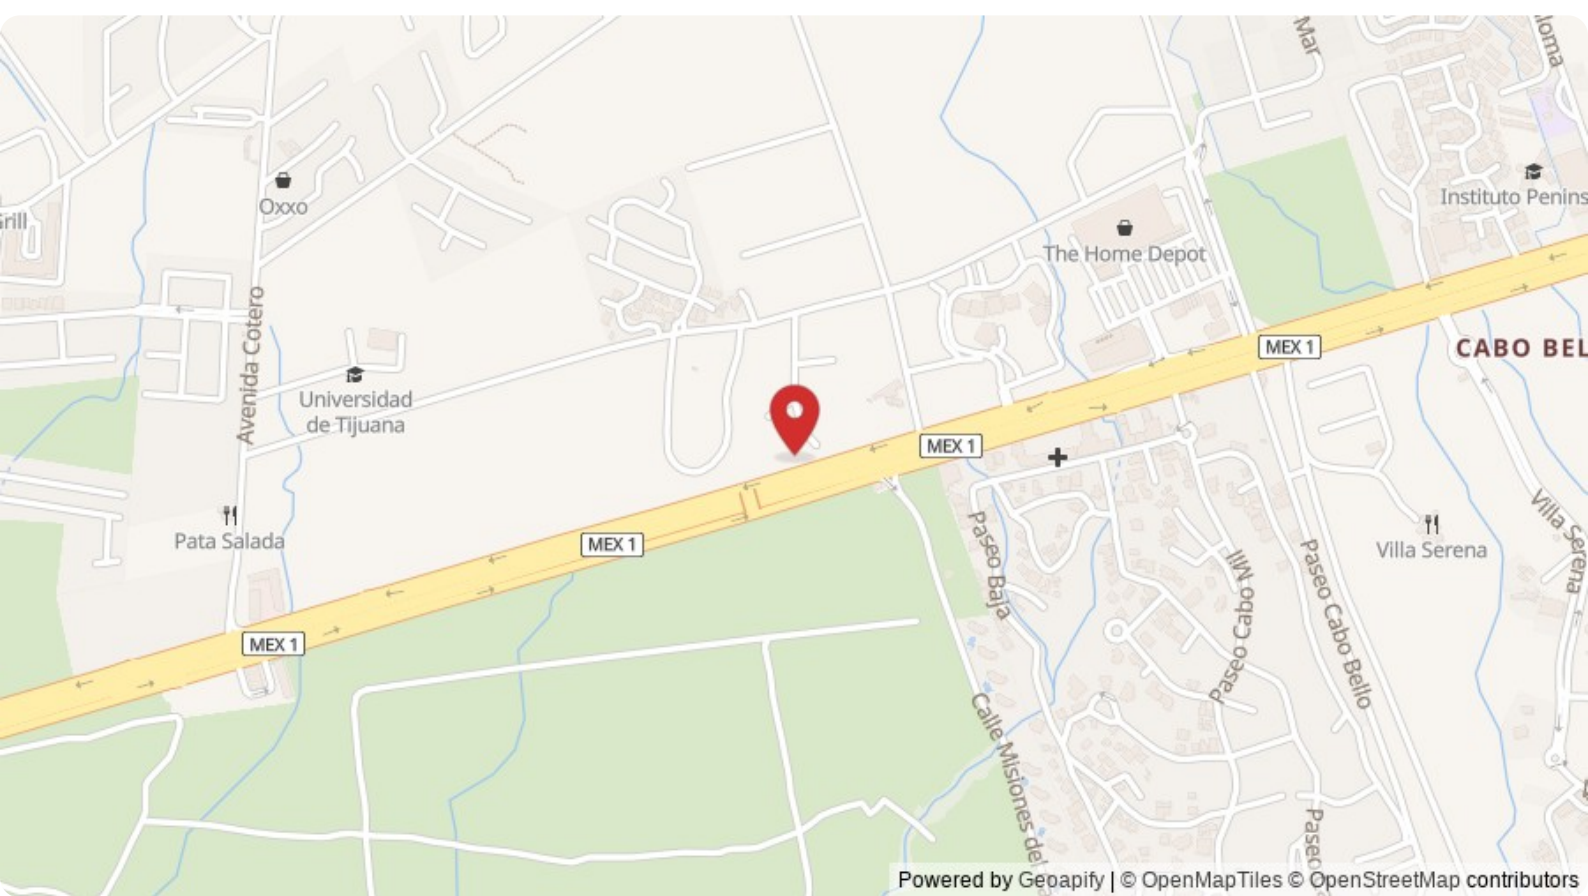 Mar
Oxxo
Grill
Instituto Penins
The Home Depot
Avenida Cotero
MEX 1
CABO BEL
Universidad
de Tijuana
MEX 1
Pata Salada
Villa Serena
Villa Serena
MEX 1
Paseo Baja
Paseo Cabo Mill
Paseo Cabo Bello
MEX 1
Calle Misiones del
Paseo
Powered by Geoapify | © OpenMapTiles © OpenStreetMap contributors